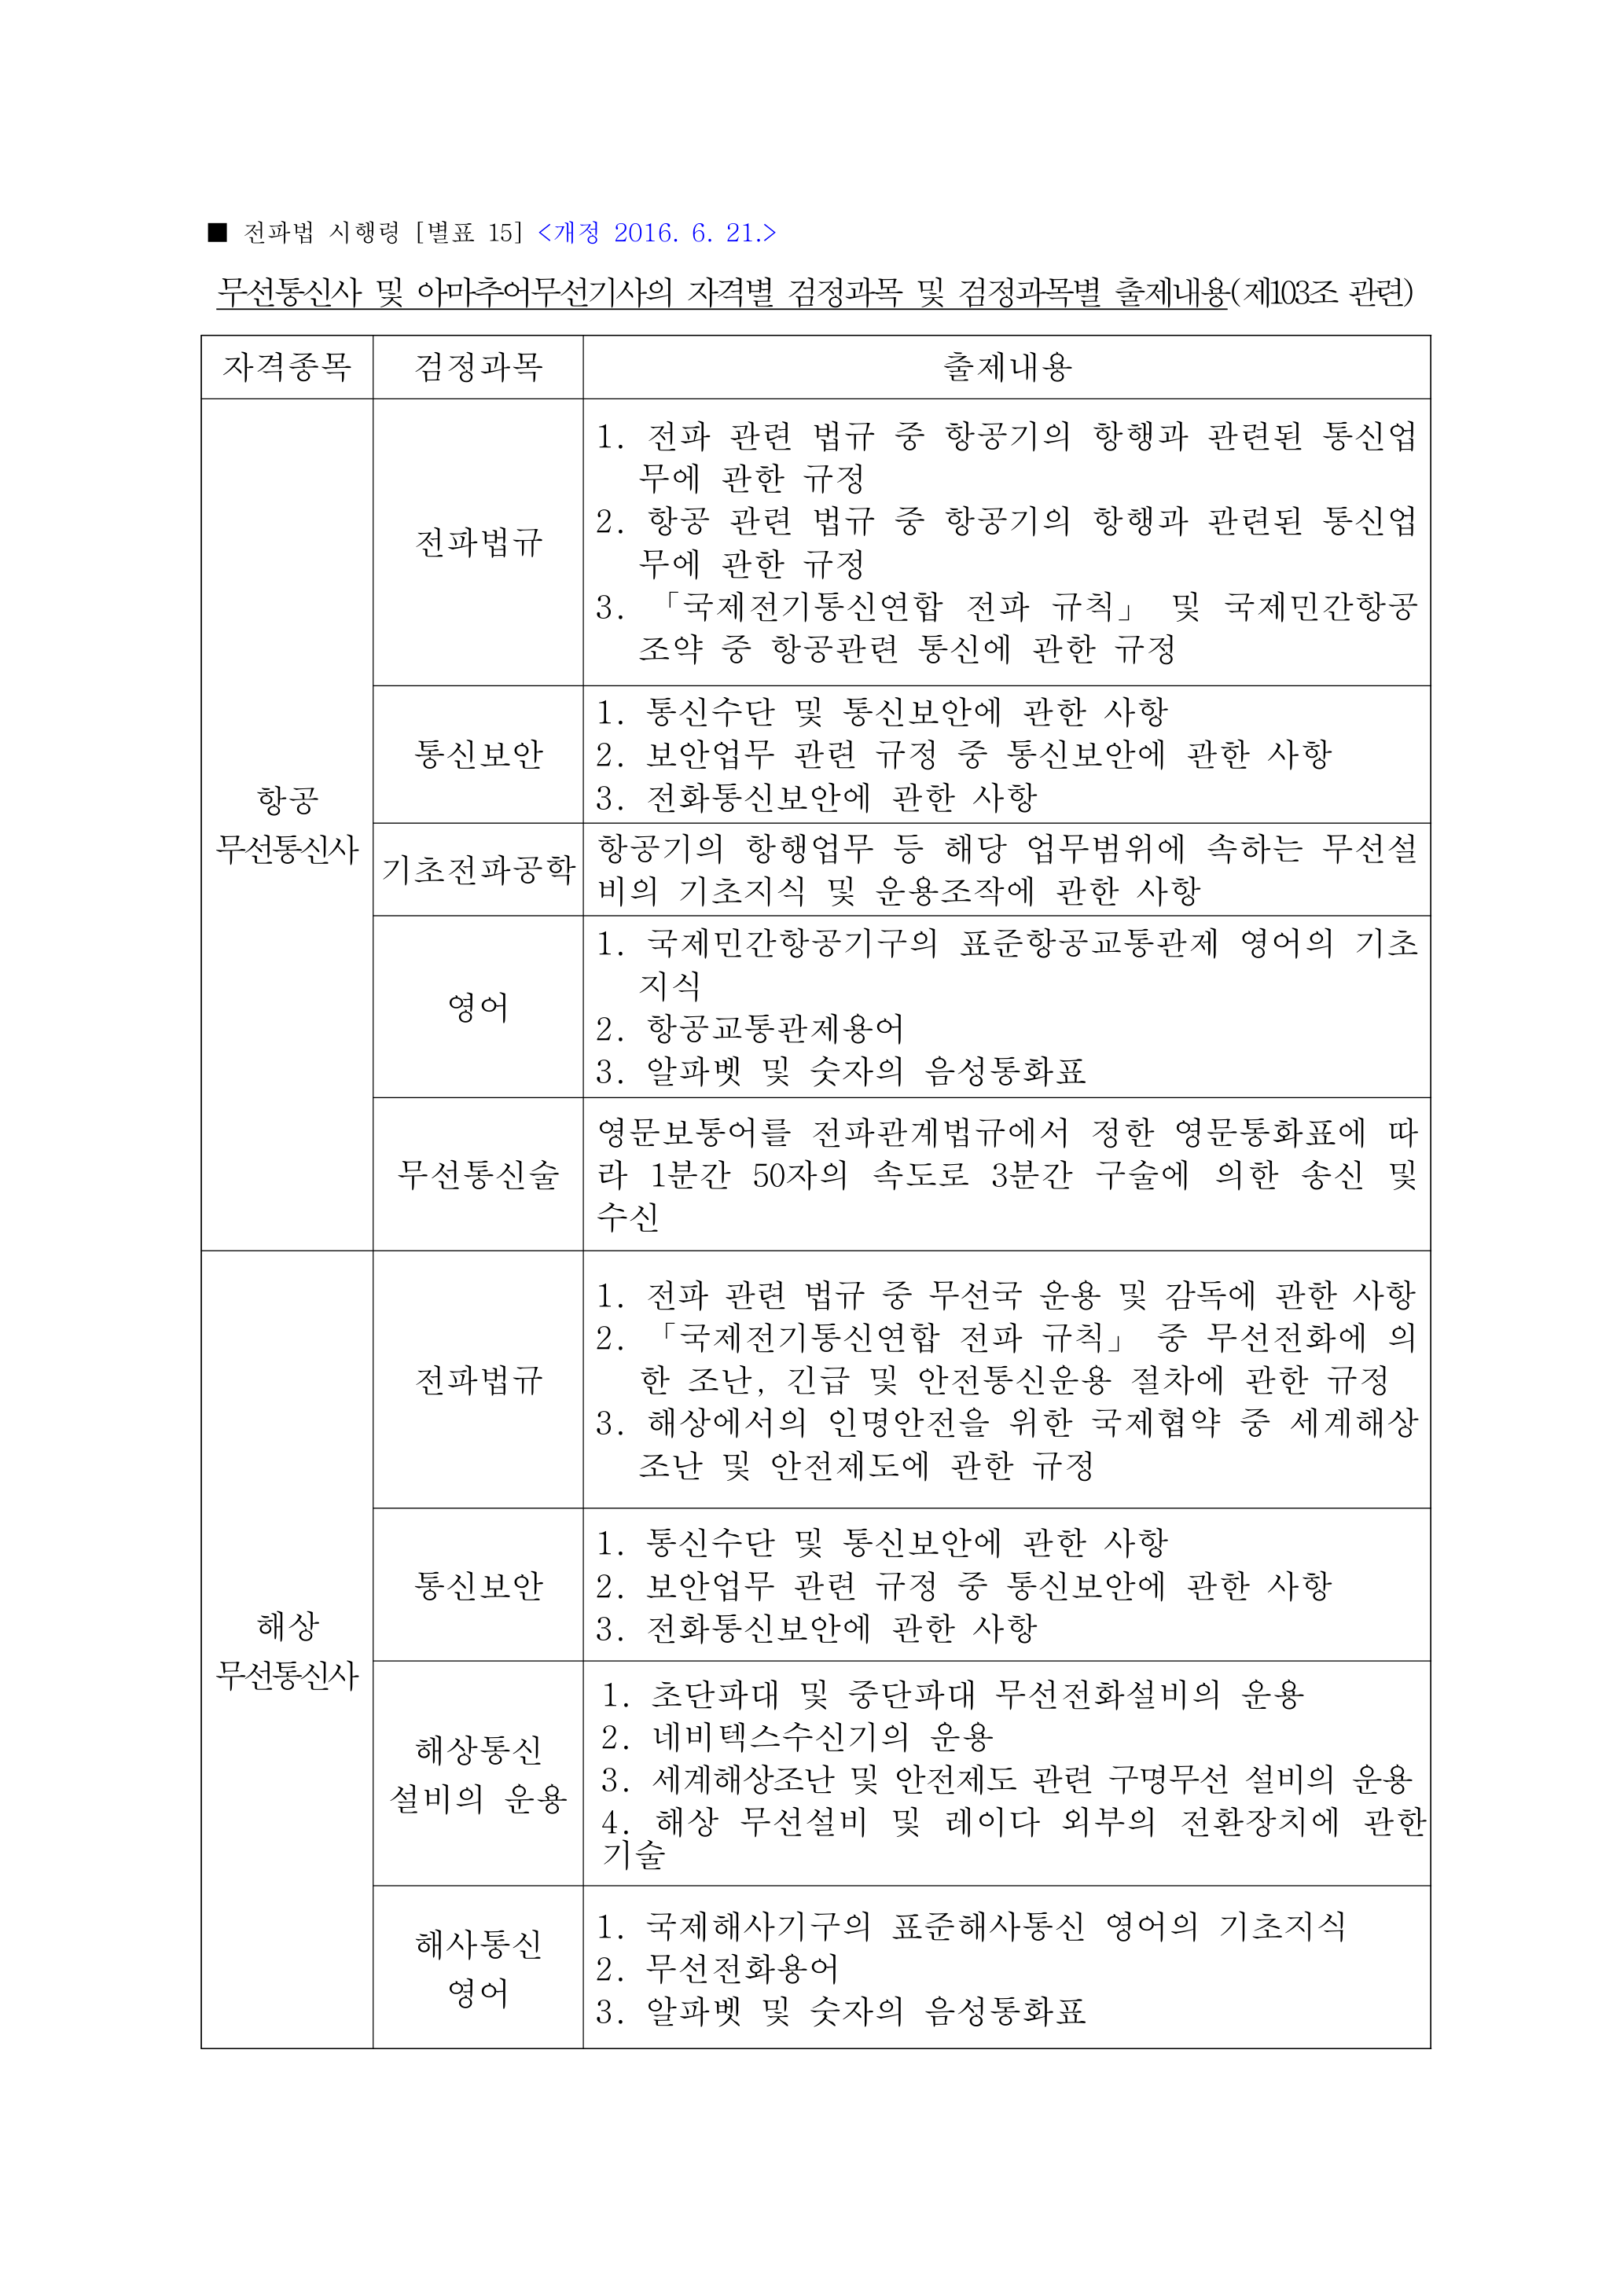 ■ 전파법 시행령 [별표 15] <개정 2016. 6. 21.>
무선통신사 및 아마추어무선기사의 자격별 검정과목 및 검정과목별 출제내용(제103조 관련)
자격종목 검정과목 출제내용
항공
무선통신사
전파법규
1. 전파 관련 법규 중 항공기의 항행과 관련된 통신업
무에 관한 규정
2. 항공 관련 법규 중 항공기의 항행과 관련된 통신업
무에 관한 규정
3. 「국제전기통신연합 전파 규칙」 및 국제민간항공
조약 중 항공관련 통신에 관한 규정
통신보안
1. 통신수단 및 통신보안에 관한 사항
2. 보안업무 관련 규정 중 통신보안에 관한 사항
3. 전화통신보안에 관한 사항
기초전파공학
항공기의 항행업무 등 해당 업무범위에 속하는 무선설
비의 기초지식 및 운용조작에 관한 사항
영어
1. 국제민간항공기구의 표준항공교통관제 영어의 기초
지식
2. 항공교통관제용어
3. 알파벳 및 숫자의 음성통화표
무선통신술
영문보통어를 전파관계법규에서 정한 영문통화표에 따
라 1분간 50자의 속도로 3분간 구술에 의한 송신 및
수신
해상
무선통신사
전파법규
1. 전파 관련 법규 중 무선국 운용 및 감독에 관한 사항
2. 「국제전기통신연합 전파 규칙」 중 무선전화에 의
한 조난, 긴급 및 안전통신운용 절차에 관한 규정
3. 해상에서의 인명안전을 위한 국제협약 중 세계해상
조난 및 안전제도에 관한 규정
통신보안
1. 통신수단 및 통신보안에 관한 사항
2. 보안업무 관련 규정 중 통신보안에 관한 사항
3. 전화통신보안에 관한 사항
해상통신
설비의 운용
1. 초단파대 및 중단파대 무선전화설비의 운용
2. 네비텍스수신기의 운용
3. 세계해상조난 및 안전제도 관련 구명무선 설비의 운용
4. 해상 무선설비 및 레이다 외부의 전환장치에 관한
기술
해사통신
영어
1. 국제해사기구의 표준해사통신 영어의 기초지식
2. 무선전화용어
3. 알파벳 및 숫자의 음성통화표